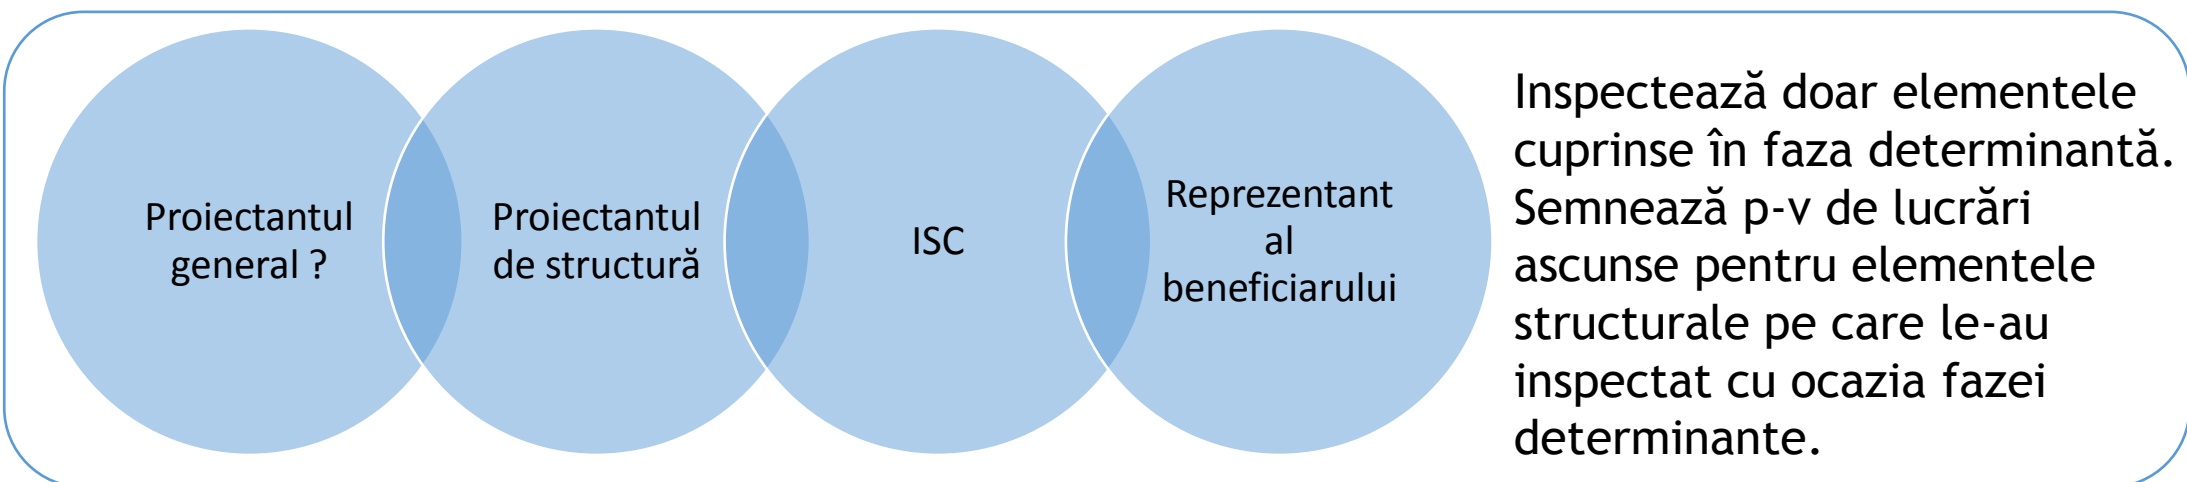 Proiectantul
general ?
Proiectantul
de structură
ISC
Reprezentant
al
beneficiarului
Inspectează doar elementele
cuprinse în faza determinantă.
Semnează p-v de lucrări
ascunse pentru elementele
structurale pe care le-au
inspectat cu ocazia fazei
determinante.